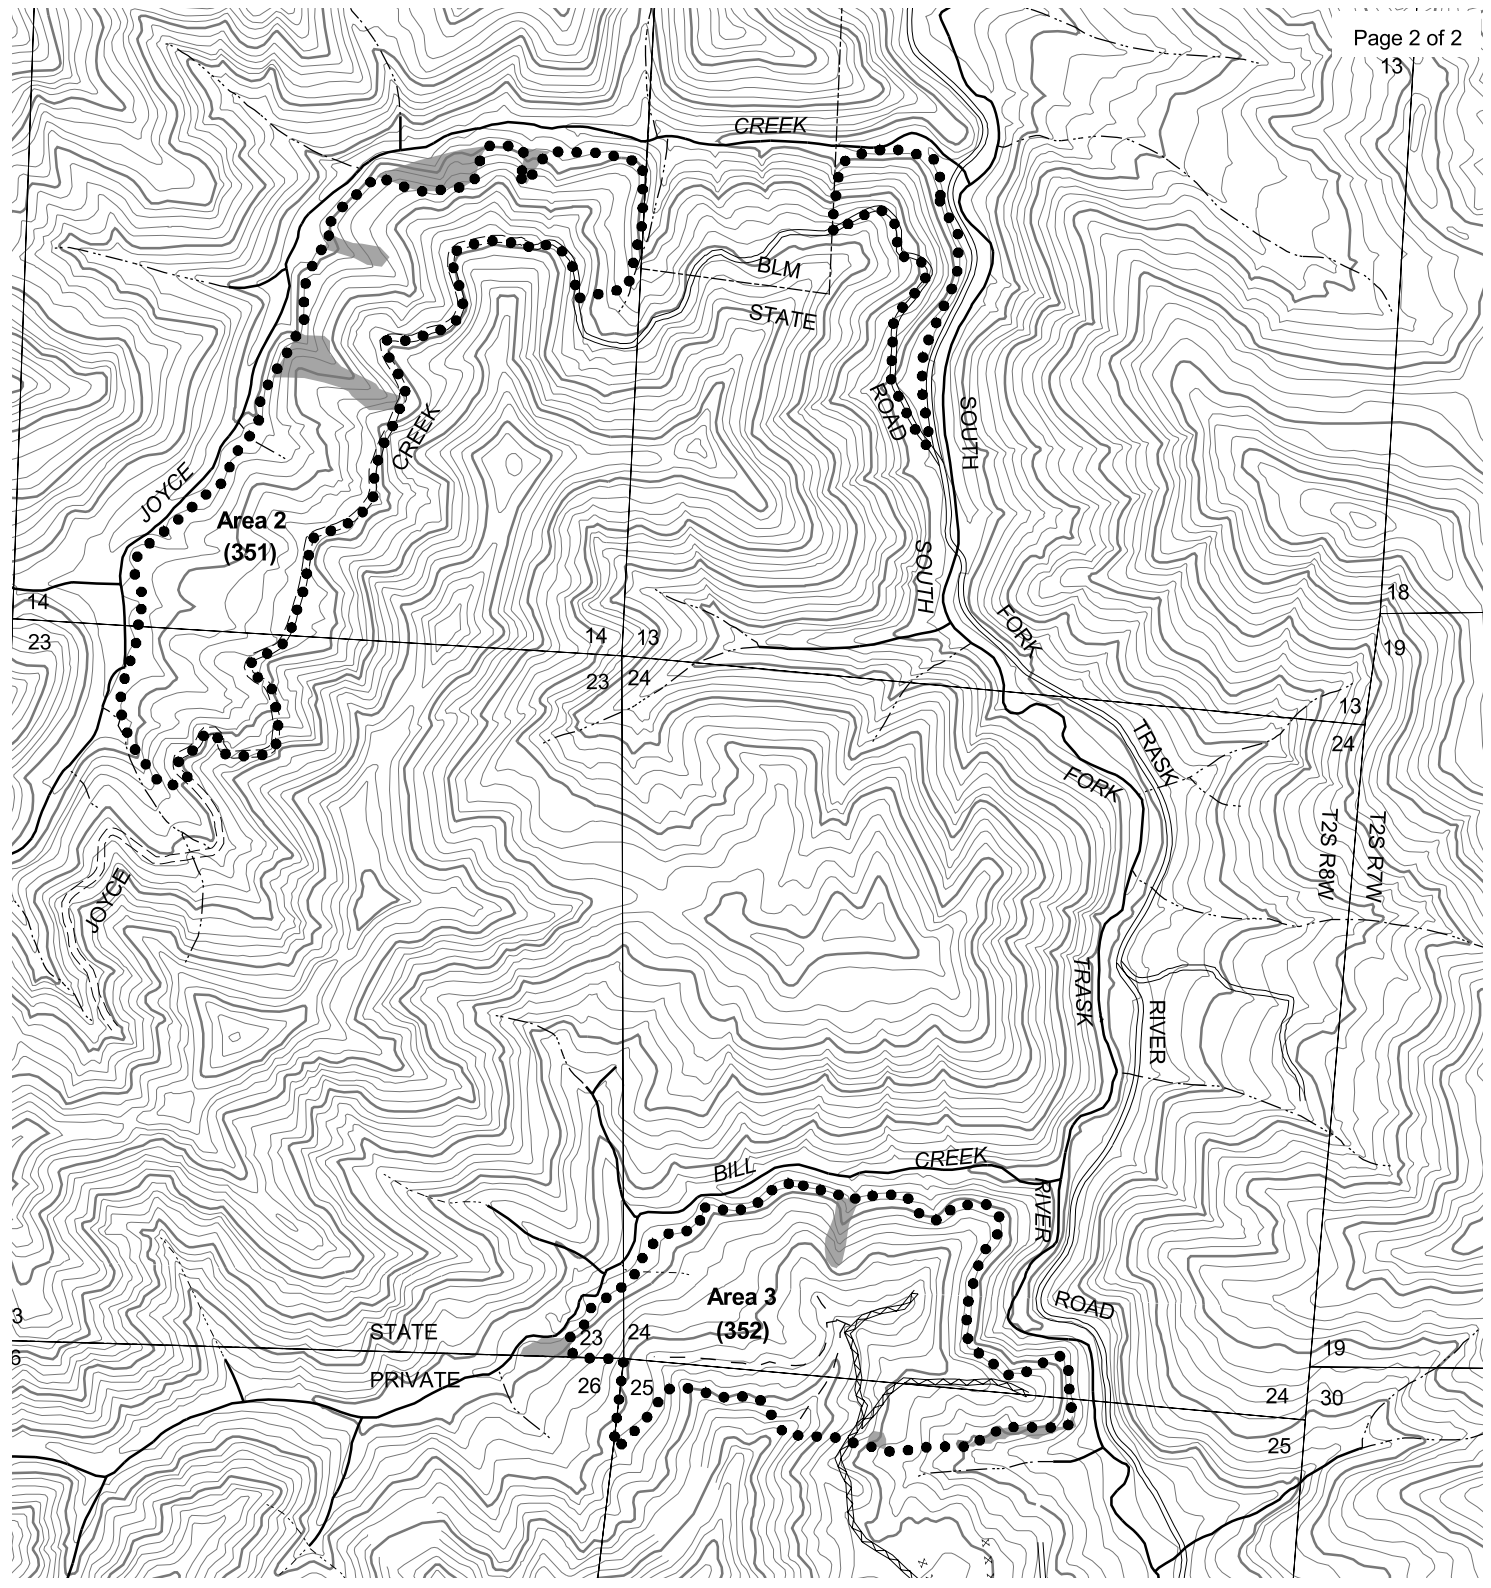 Page 2 of 2
13
CREEK
BLM
STATE
ROAD
SOUTH
CREEK
JOYCE
Area 2
(351)
SOUTH
FORK
14
23
14 13
23 24
18
19
13
24
TRASK
FORK
T2S R8W
T2S R7W
JOYCE
TRASK
RIVER
BILL
CREEK
RIVER
ROAD
Area 3
(352)
3
6
STATE
PRIVATE
23 24
26 25
19
24 30
25